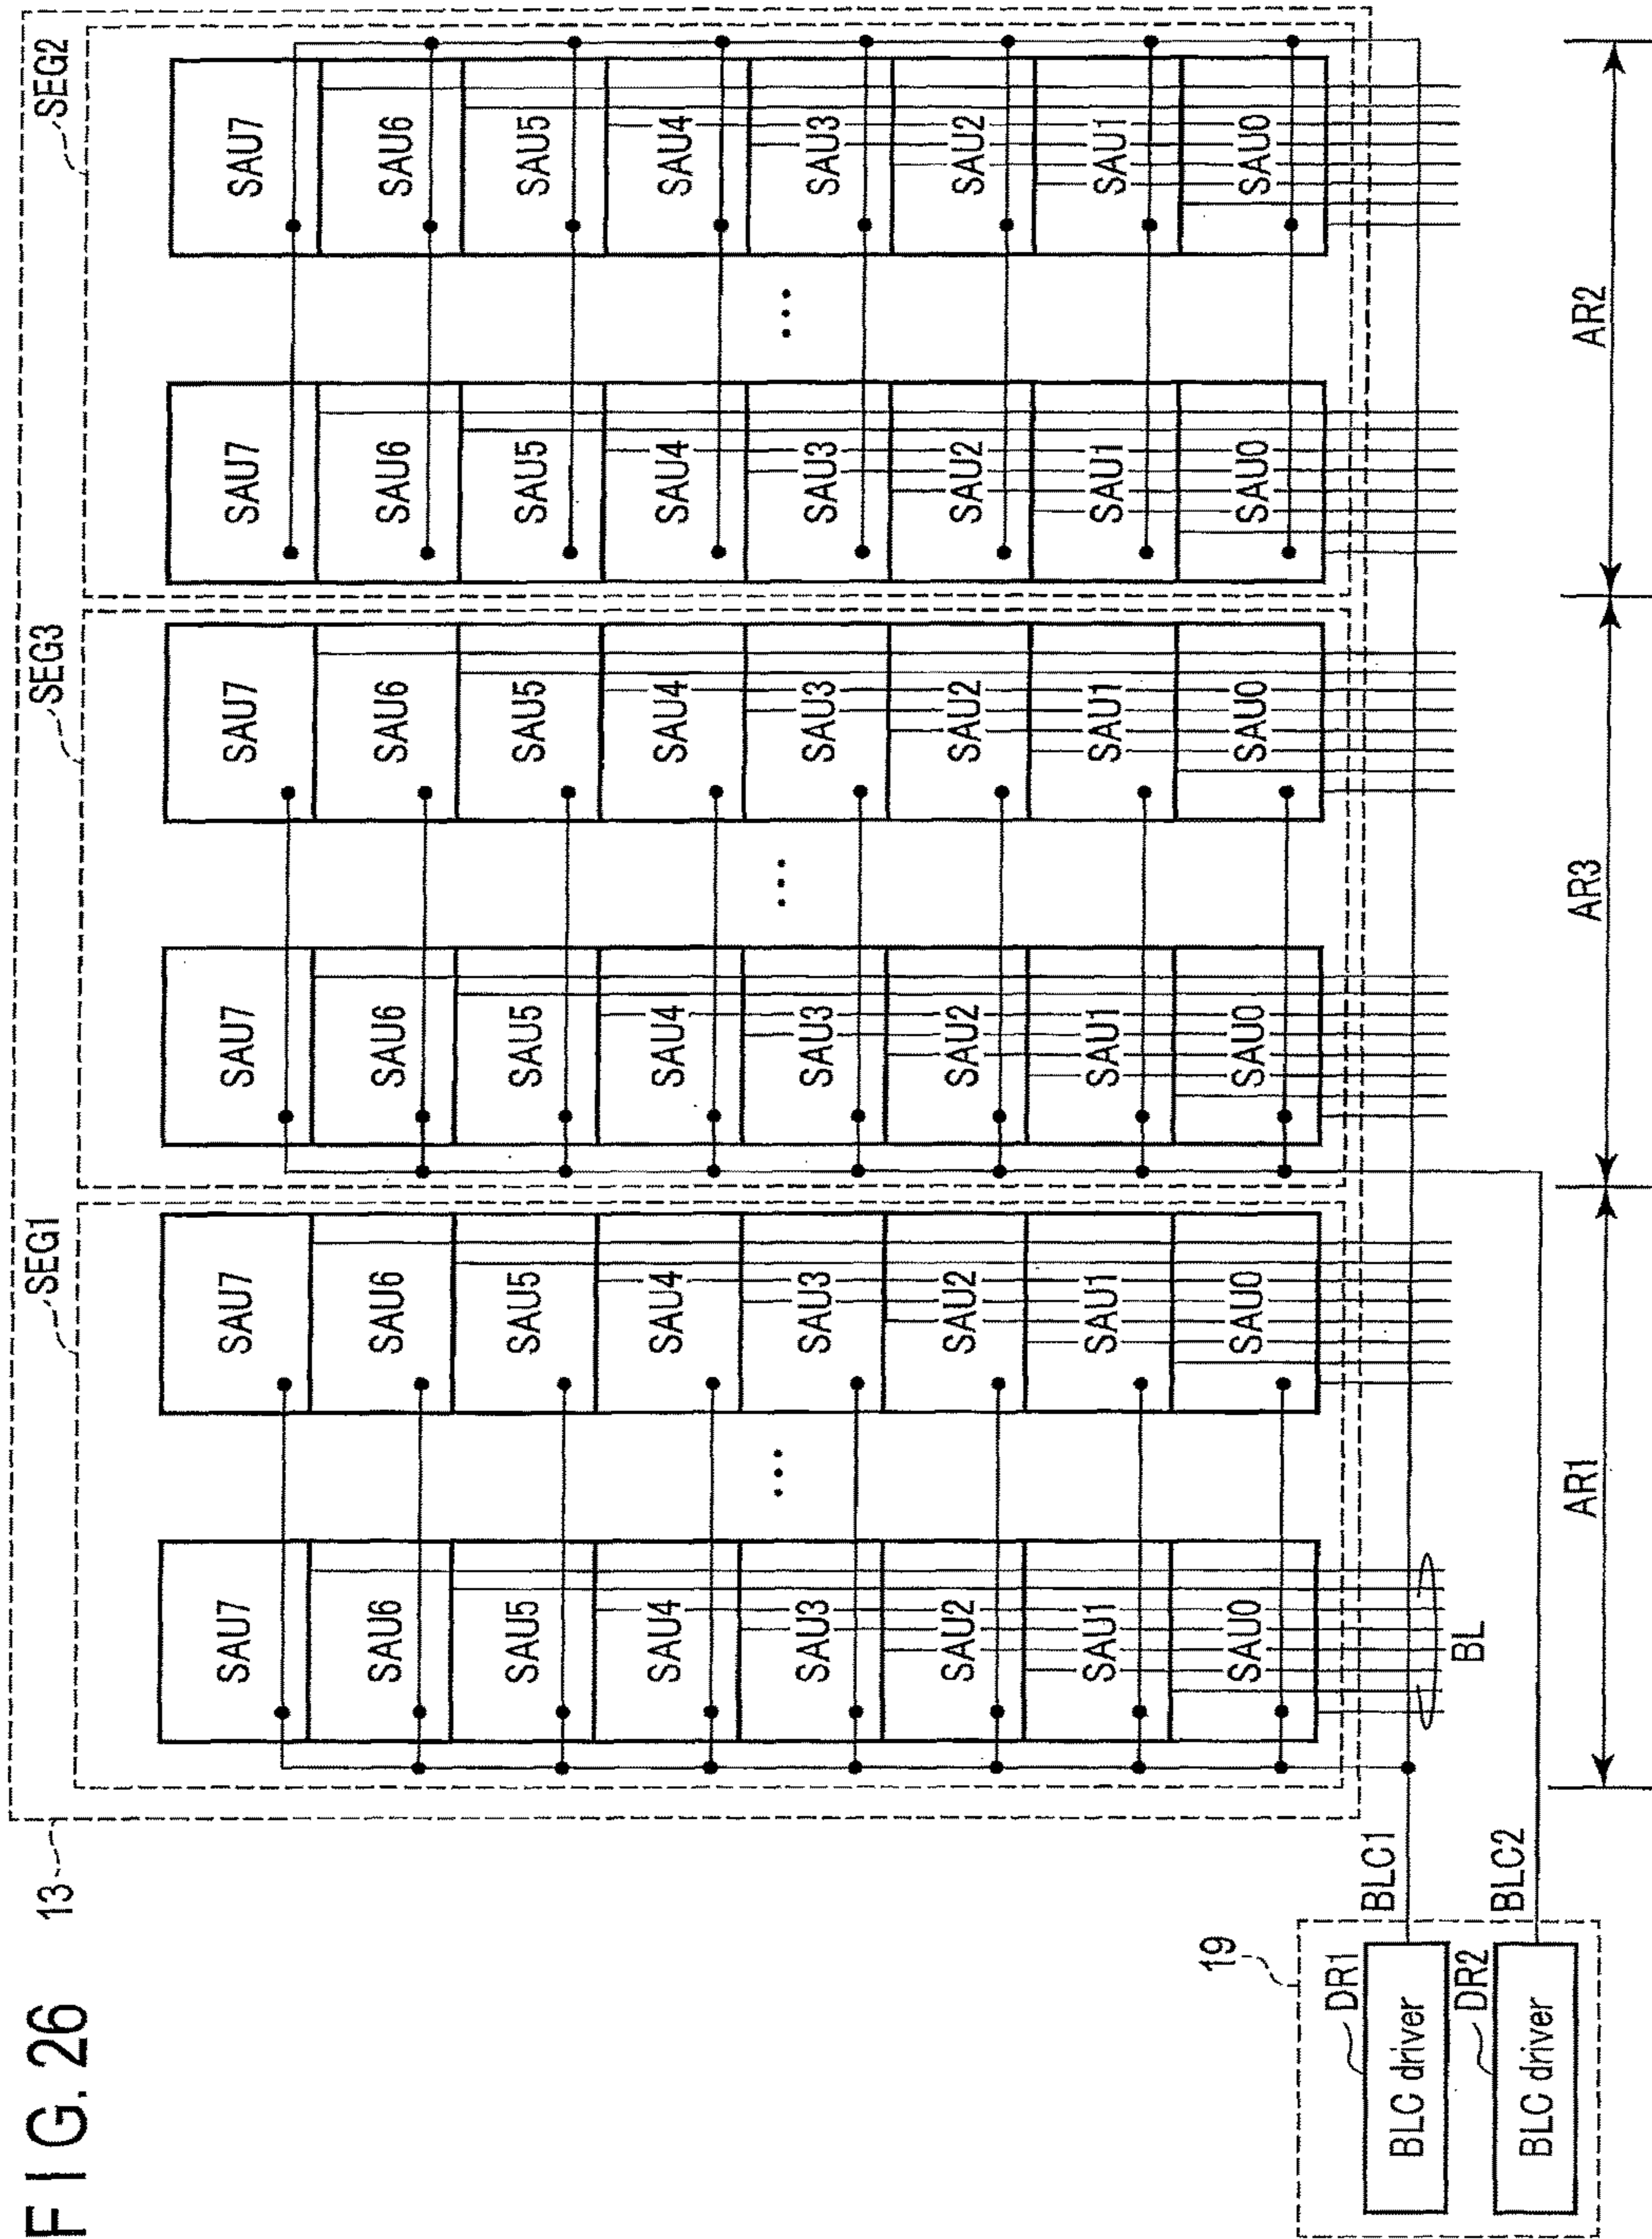 FIG. 26
13 SEG1 SEG3 SEG2
SAU7 SAU7 SAU7 SAU7 SAU7 SAU7
SAU6 SAU6 SAU6 SAU6 SAU6 SAU6
SAU5 SAU5 SAU5 SAU5 SAU5 SAU5
SAU4 SAU4 SAU4 SAU4 SAU4 SAU4
SAU3 ... SAU3 SAU3 ... SAU3 SAU3 ... SAU3
SAU2 SAU2 SAU2 SAU2 SAU2 SAU2
SAU1 SAU1 SAU1 SAU1 SAU1 SAU1
SAU0 SAU0 SAU0 SAU0 SAU0 SAU0
19
DR1 BLC1
BLC driver
DR2 BL
BLC2
BLC driver
AR1 AR3 AR2